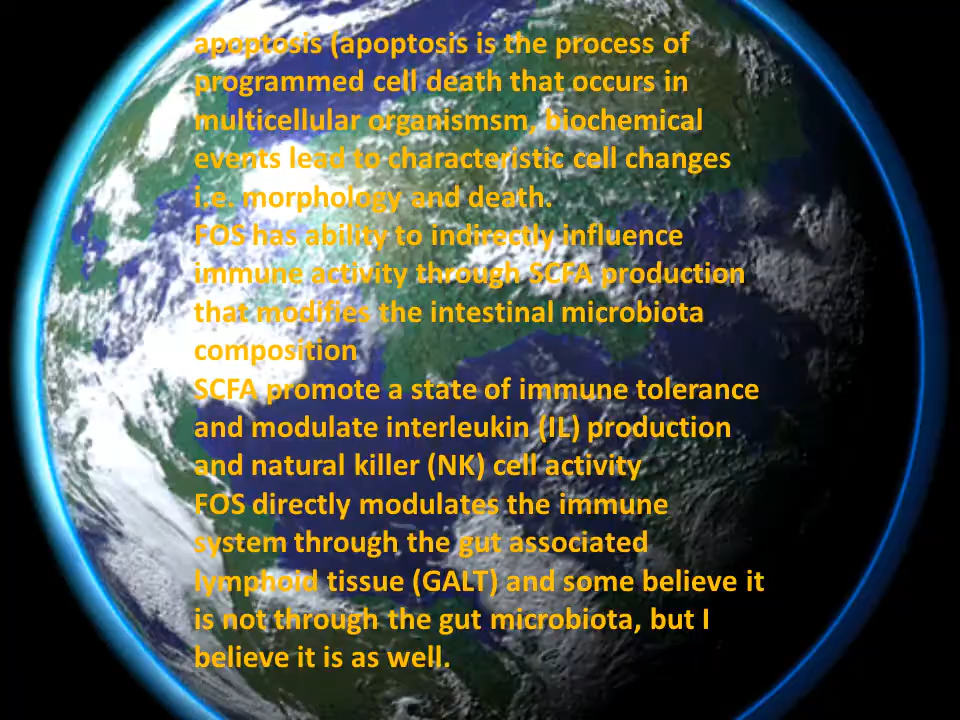 apoptosis (apoptosis is the process of
programmed cell death that occurs in
multicellular organismsm, biochemical
events lead to characteristic cell changes
i.e. morphology and death.
FOS has ability to indirectly influence
immune activity through SCFA production
that modifies the intestinal microbiota
composition
SCFA promote a state of immune tolerance
and modulate interleukin (IL) production
and natural killer (NK) cell activity
FOS directly modulates the immune
system through the gut associated
lymphoid tissue (GALT) and some believe it
is not through the gut microbiota, but I
believe it is as well.